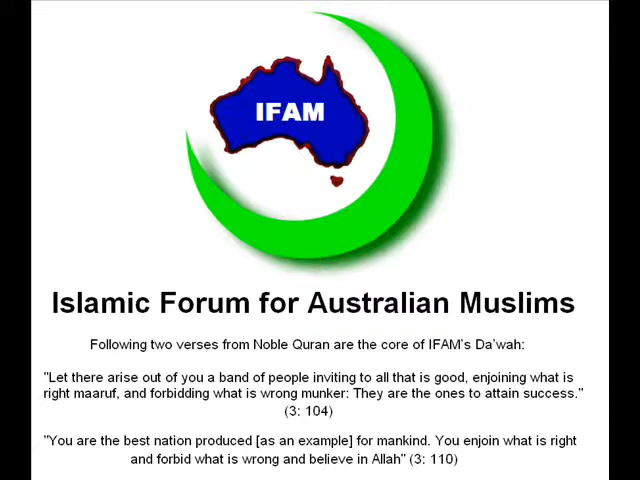 IFAM
Islamic Forum for Australian Muslims
Following two verses from Noble Quran are the core of IFAM's Da'wah:
"Let there arise out of you a band of people inviting to all that is good, enjoining what is
right maaruf, and forbidding what is wrong munker: They are the ones to attain success."
(3: 104)
"You are the best nation produced [as an example] for mankind. You enjoin what is right
and forbid what is wrong and believe in Allah" (3: 110)